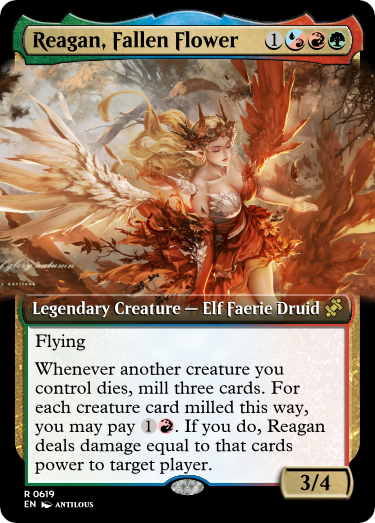 Reagan, Fallen Flower 1
Legendary Creature — Elf Faerie Druid
Flying
Whenever another creature you
control dies, mill three cards. For
each creature card milled this way,
you may pay 1. If you do, Reagan
deals damage equal to that cards
power to target player.
3/4
R 0619
EN ANTILOUS